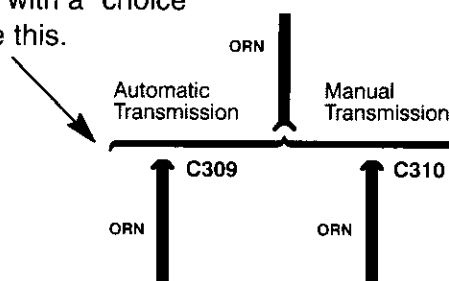 with a "choice
this.
ORN
Automatic
Transmission
Manual
Transmission
C309
C310
ORN
ORN